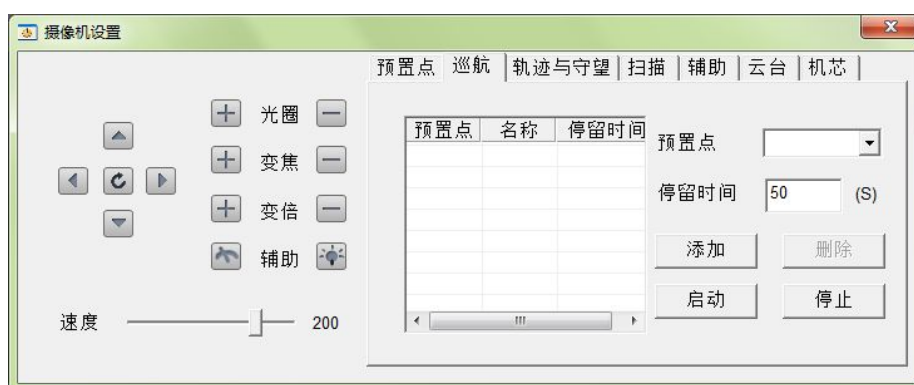 摄像机设置
预置点 巡航 轨迹与守望 扫描 辅助 云台 机芯
光圈
变焦
变倍
辅助
速度 200
预置点 名称 停留时间
预置点
停留时间 50 (S)
添加 删除
启动 停止